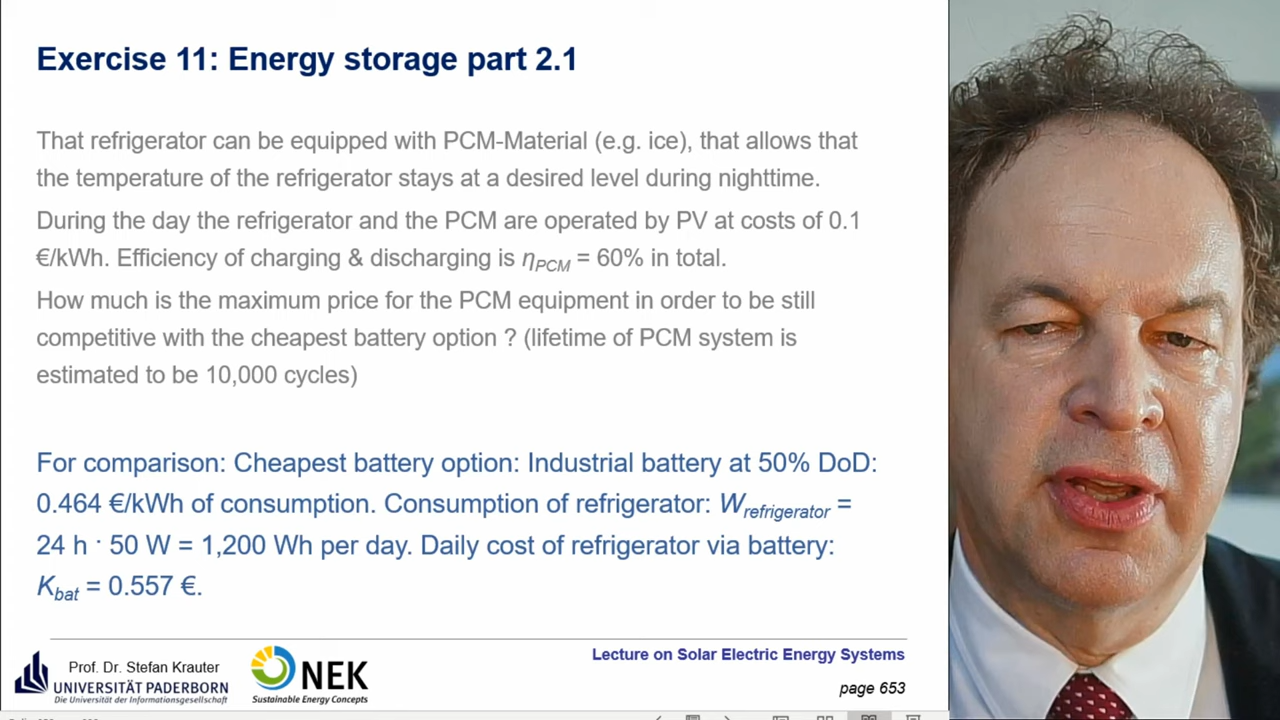 Exercise 11: Energy storage part 2.1
That refrigerator can be equipped with PCM-Material (e.g. ice), that allows that
the temperature of the refrigerator stays at a desired level during nighttime.
During the day the refrigerator and the PCM are operated by PV at costs of 0.1
€/kWh. Efficiency of charging & discharging is ηPCM = 60% in total.
How much is the maximum price for the PCM equipment in order to be still
competitive with the cheapest battery option ? (lifetime of PCM system is
estimated to be 10,000 cycles)
For comparison: Cheapest battery option: Industrial battery at 50% DoD:
0.464 €/kWh of consumption. Consumption of refrigerator: Wrefrigerator =
24 h · 50 W = 1,200 Wh per day. Daily cost of refrigerator via battery:
Kbat = 0.557 €.
Prof. Dr. Stefan Krauter
UNIVERSITÄT PADERBORN
Die Universität der Informationsgesellschaft
NEK
Sustainable Energy Concepts
Lecture on Solar Electric Energy Systems
page 653